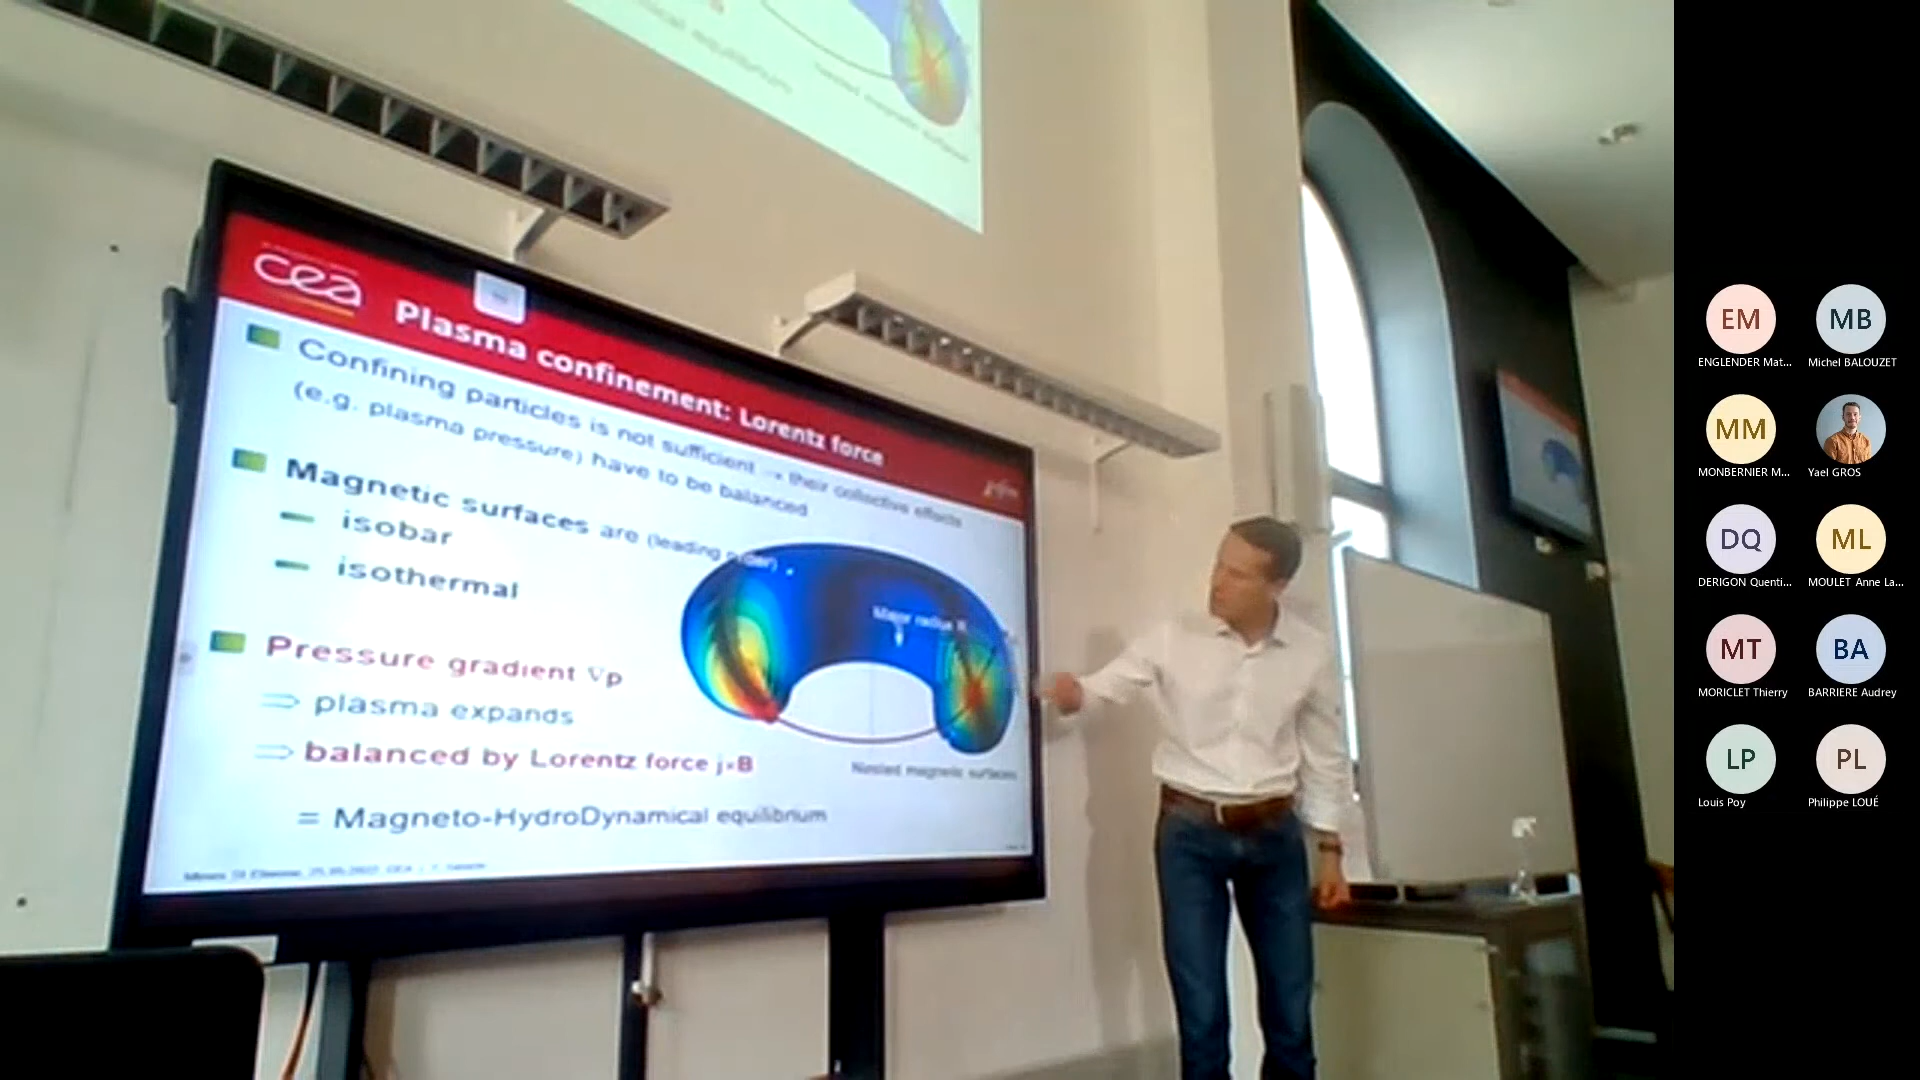 cea
Plasma confinement: Lorentz force
Confining particles is not sufficient → their collective effects
(e.g. plasma pressure) have to be balanced
Magnetic surfaces are (leading order)
isobar
isothermal
Major radius R
Pressure gradient ∇p
⇒ plasma expands
⇒ balanced by Lorentz force j×B
Nested magnetic surfaces
= Magneto-HydroDynamical equilibrium
EM
ENGLENDER Mat...
MB
Michel BALOUZET
MM
MONBERNIER M...
Yael GROS
DQ
DERIGON Quenti...
ML
MOULET Anne La...
MT
MORICLET Thierry
BA
BARRIERE Audrey
LP
Louis Poy
PL
Philippe LOUÉ